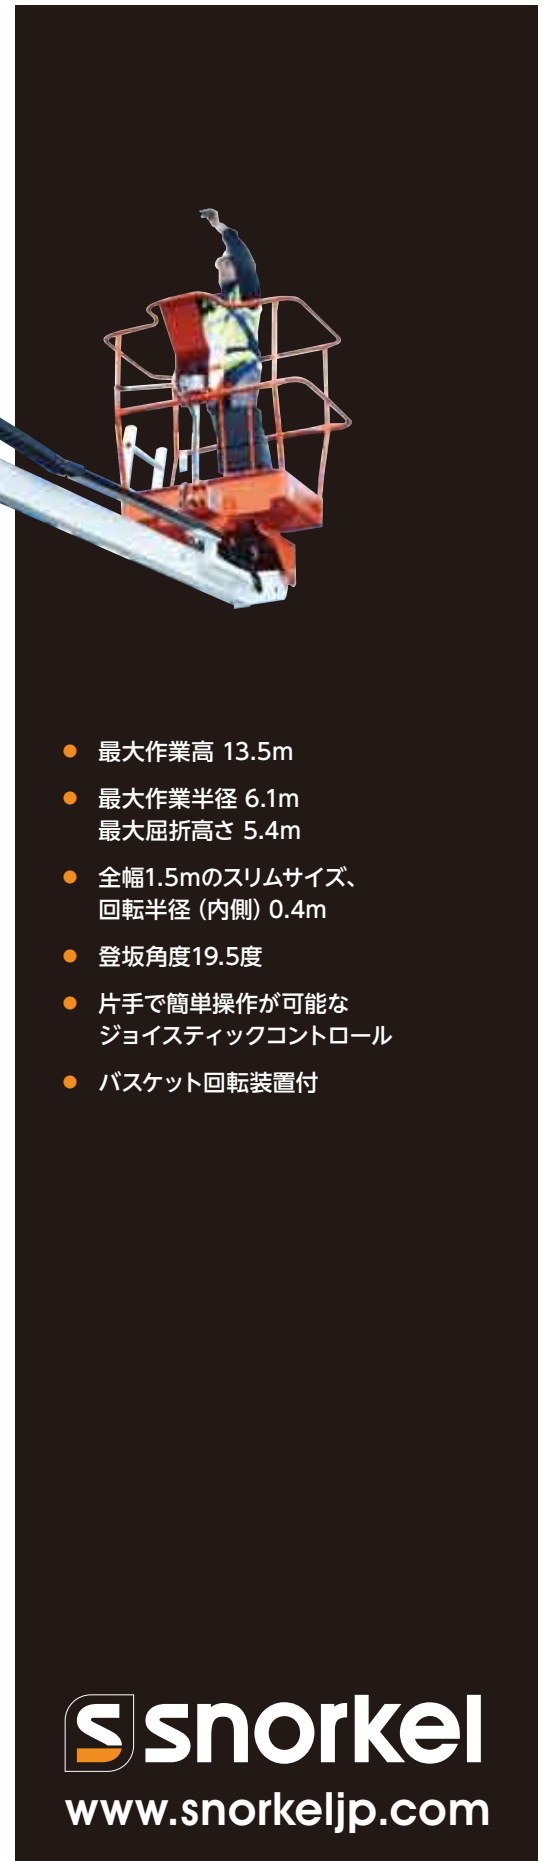 ● 最大作業高 13.5m
● 最大作業半径 6.1m
最大屈折高さ 5.4m
● 全幅1.5mのスリムサイズ、
回転半径（内側）0.4m
● 登坂角度19.5度
● 片手で簡単操作が可能な
ジョイスティックコントロール
● バスケット回転装置付
S snorkel
www.snorkeljp.com